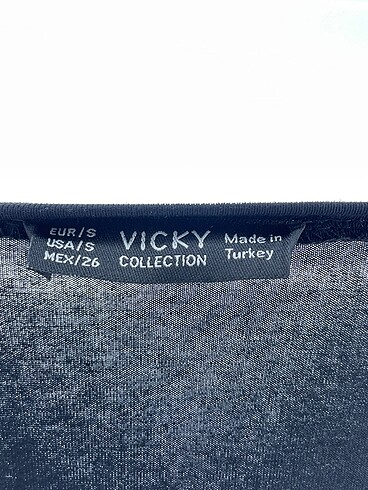 EUR/S
USA/S
MEX/26
VICKY
COLLECTION
Made in
Turkey